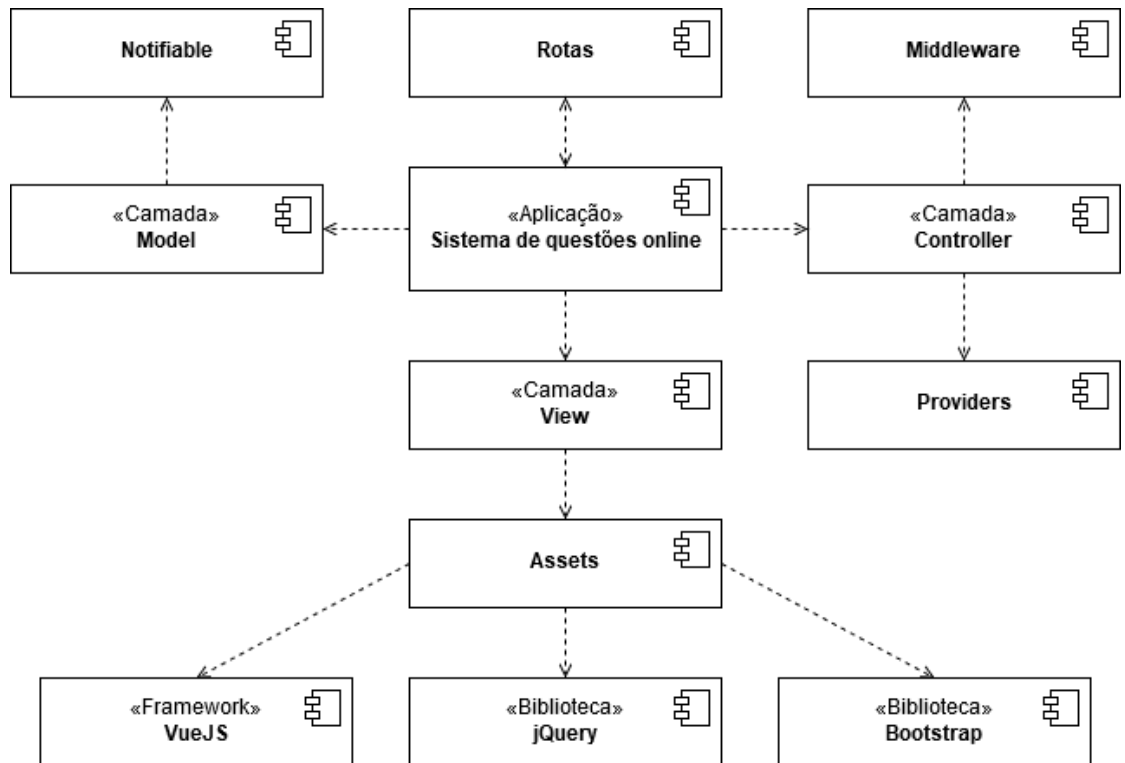 Notifiable
Rotas
Middleware
«Camada»
Model
«Aplicação»
Sistema de questões online
«Camada»
Controller
«Camada»
View
Providers
Assets
«Framework»
VueJS
«Biblioteca»
jQuery
«Biblioteca»
Bootstrap